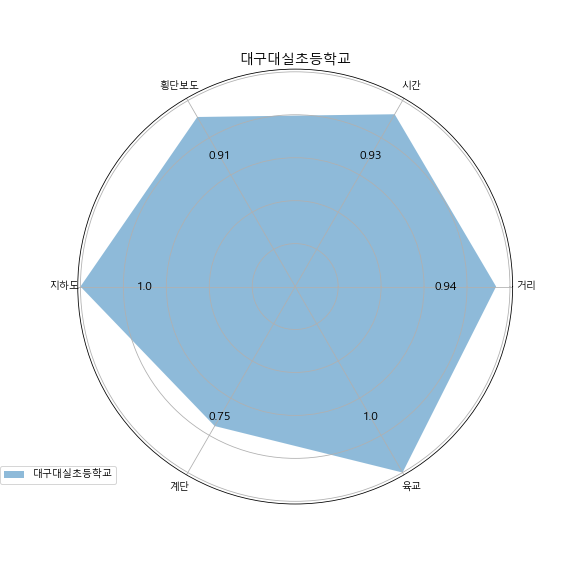 대구대실초등학교
횡단보도
시간
0.91
0.93
지하도
1.0
0.94
거리
0.75
1.0
대구대실초등학교
계단
육교